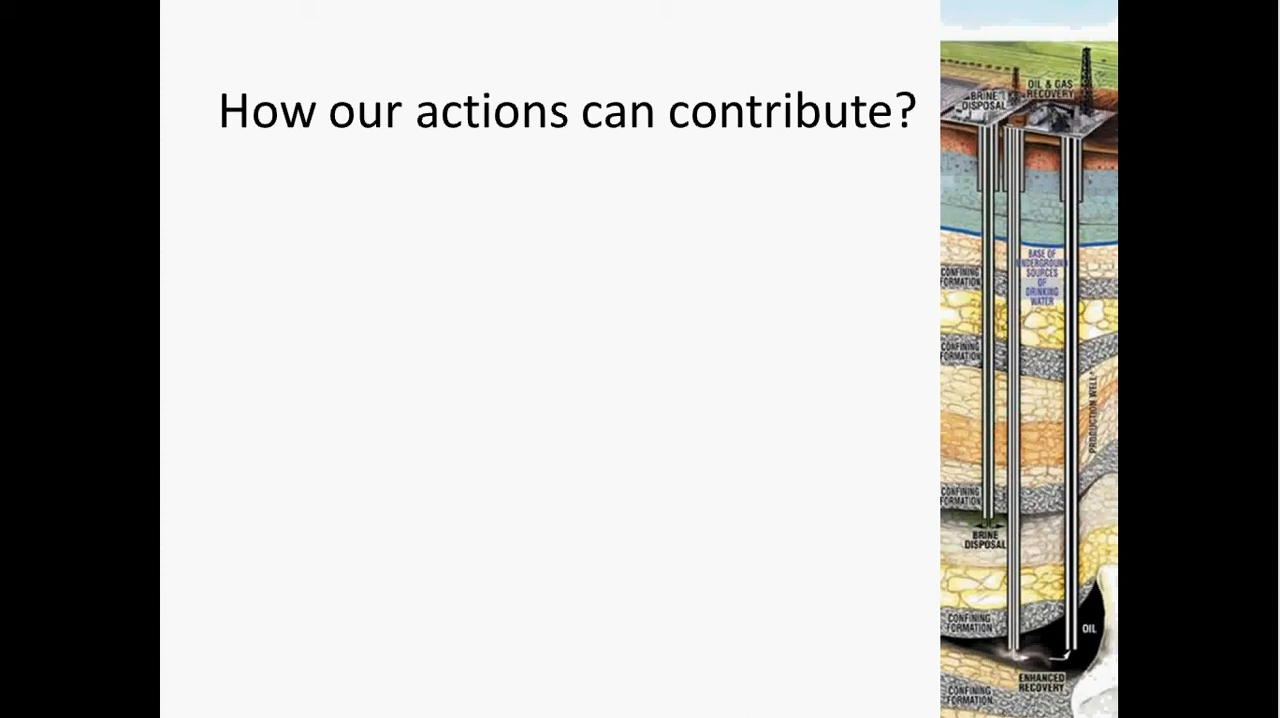 How our actions can contribute?
BRINE
DISPOSAL
OIL & GAS
RECOVERY
BASE OF
UNDERGROUND
SOURCES
OF
DRINKING
WATER
CONFINING
FORMATION
CONFINING
FORMATION
PRODUCTION WELL
CONFINING
FORMATION
BRINE
DISPOSAL
CONFINING
FORMATION
OIL
ENHANCED
RECOVERY
CONFINING
FORMATION